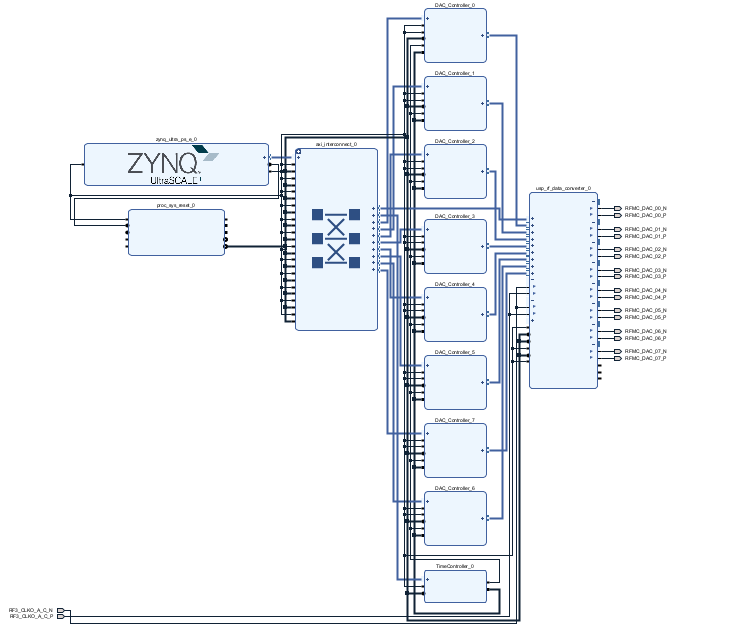 DAC_Controller_0
DAC_Controller_1
zynq_ultra_ps_e_0
ZYNQ
UltraSCALE+
axi_interconnect_0
DAC_Controller_2
usp_rf_data_converter_0
proc_sys_reset_0
DAC_Controller_3
RFMC_DAC_00_N
RFMC_DAC_00_P
RFMC_DAC_01_N
RFMC_DAC_01_P
RFMC_DAC_02_N
RFMC_DAC_02_P
RFMC_DAC_03_N
RFMC_DAC_03_P
DAC_Controller_4
RFMC_DAC_04_N
RFMC_DAC_04_P
RFMC_DAC_05_N
RFMC_DAC_05_P
RFMC_DAC_06_N
RFMC_DAC_06_P
RFMC_DAC_07_N
RFMC_DAC_07_P
DAC_Controller_5
DAC_Controller_7
DAC_Controller_6
TimeController_0
RF3_CLKO_A_C_N
RF3_CLKO_A_C_P